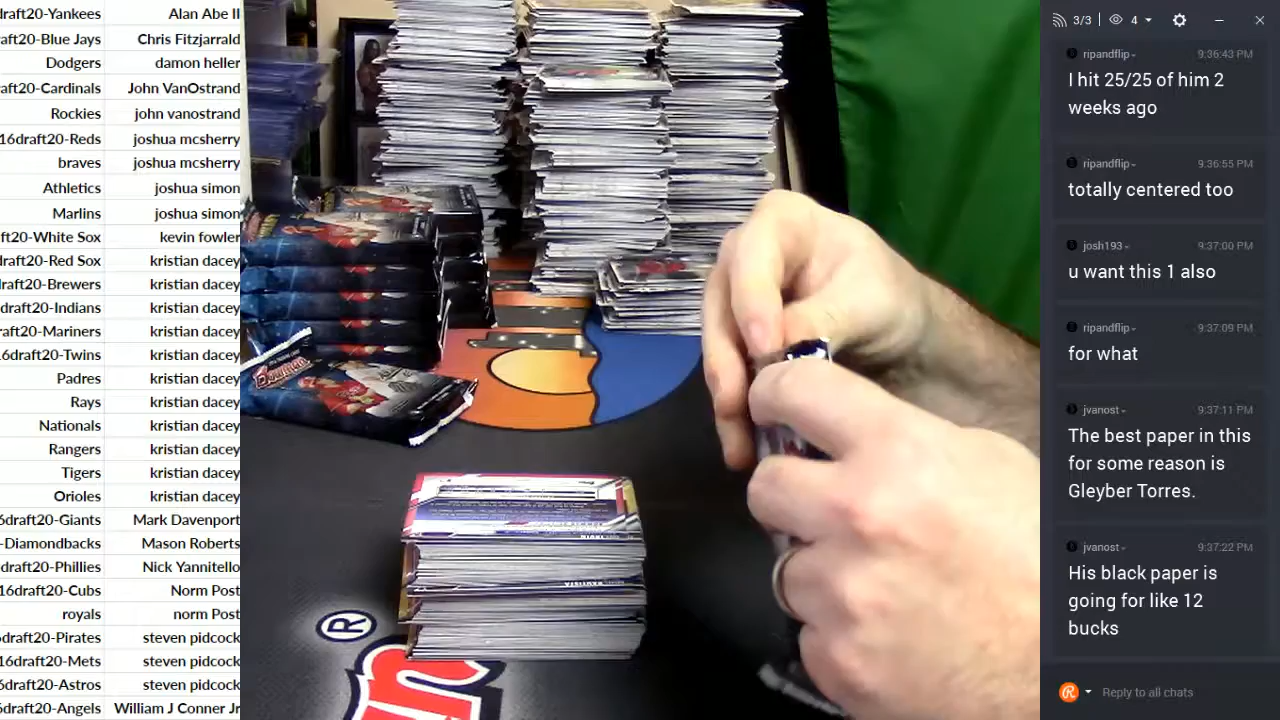 draft20-Yankees Alan Abe II
aft20-Blue Jays Chris Fitzjarrald
Dodgers damon heller
aft20-Cardinals John VanOstrand
Rockies john vanostrand
16draft20-Reds joshua mcsherry
braves joshua mcsherry
Athletics joshua simon
Marlins joshua simon
ft20-White Sox kevin fowler
raft20-Red Sox kristian dacey
draft20-Brewers kristian dacey
draft20-Indians kristian dacey
raft20-Mariners kristian dacey
6draft20-Twins kristian dacey
Padres kristian dacey
Rays kristian dacey
Nationals kristian dacey
Rangers kristian dacey
Tigers kristian dacey
Orioles kristian dacey
6draft20-Giants Mark Davenport
-Diamondbacks Mason Roberts
draft20-Phillies Nick Yannitello
16draft20-Cubs Norm Post
royals norm Post
draft20-Pirates steven pidcock
16draft20-Mets steven pidcock
6draft20-Astros steven pidcock
6draft20-Angels William J Conner Jr
Bowman
®
3/3 4
ripandflip 9:36:43 PM
I hit 25/25 of him 2
weeks ago
ripandflip 9:36:55 PM
totally centered too
josh193 9:37:00 PM
u want this 1 also
ripandflip 9:37:09 PM
for what
jvanost 9:37:11 PM
The best paper in this
for some reason is
Gleyber Torres.
jvanost 9:37:22 PM
His black paper is
going for like 12
bucks
Reply to all chats